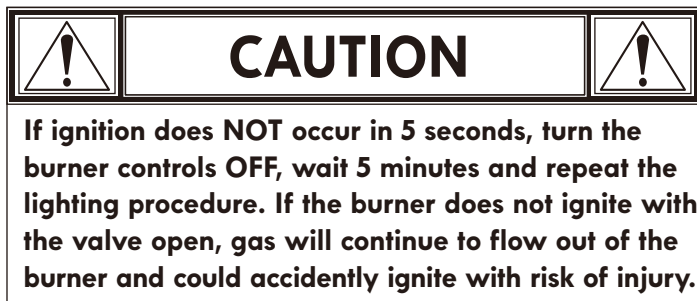 CAUTION
If ignition does NOT occur in 5 seconds, turn the
burner controls OFF, wait 5 minutes and repeat the
lighting procedure. If the burner does not ignite with
the valve open, gas will continue to flow out of the
burner and could accidently ignite with risk of injury.